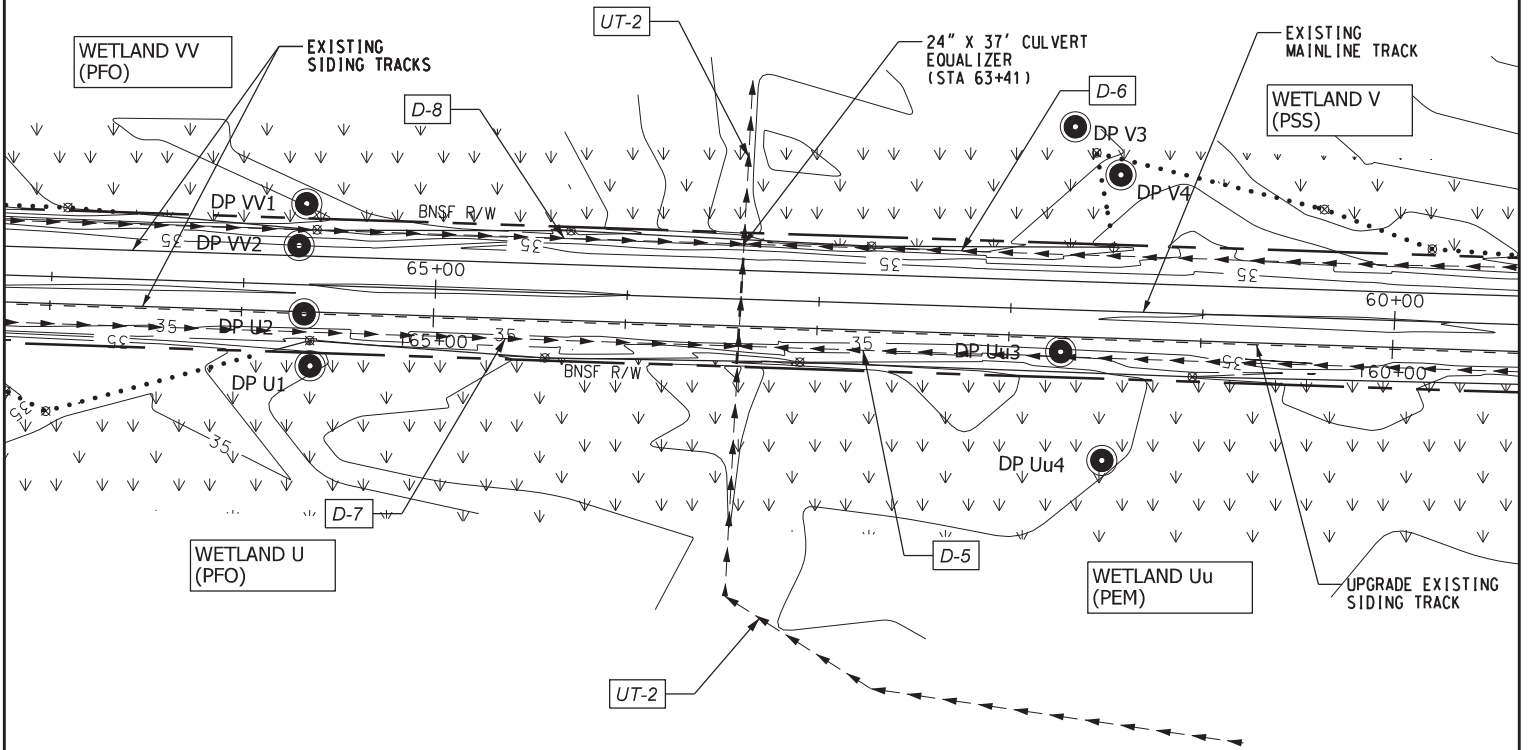 UT-2
WETLAND VV
(PFO)
EXISTING
SIDING TRACKS
24" X 37' CULVERT
EQUALIZER
(STA 63+41)
EXISTING
MAINLINE TRACK
D-8
D-6
WETLAND V
(PSS)
DP V3
DP V4
DP VV1
BNSF R/W
DP VV2
35
35
35
35
65+00
60+00
DP U2
35
165+00
35
35
DP Uu3
35
35
BNSF R/W
160+00
DP U1
35
35
DP Uu4
D-7
D-5
WETLAND U
(PFO)
WETLAND Uu
(PEM)
UPGRADE EXISTING
SIDING TRACK
UT-2